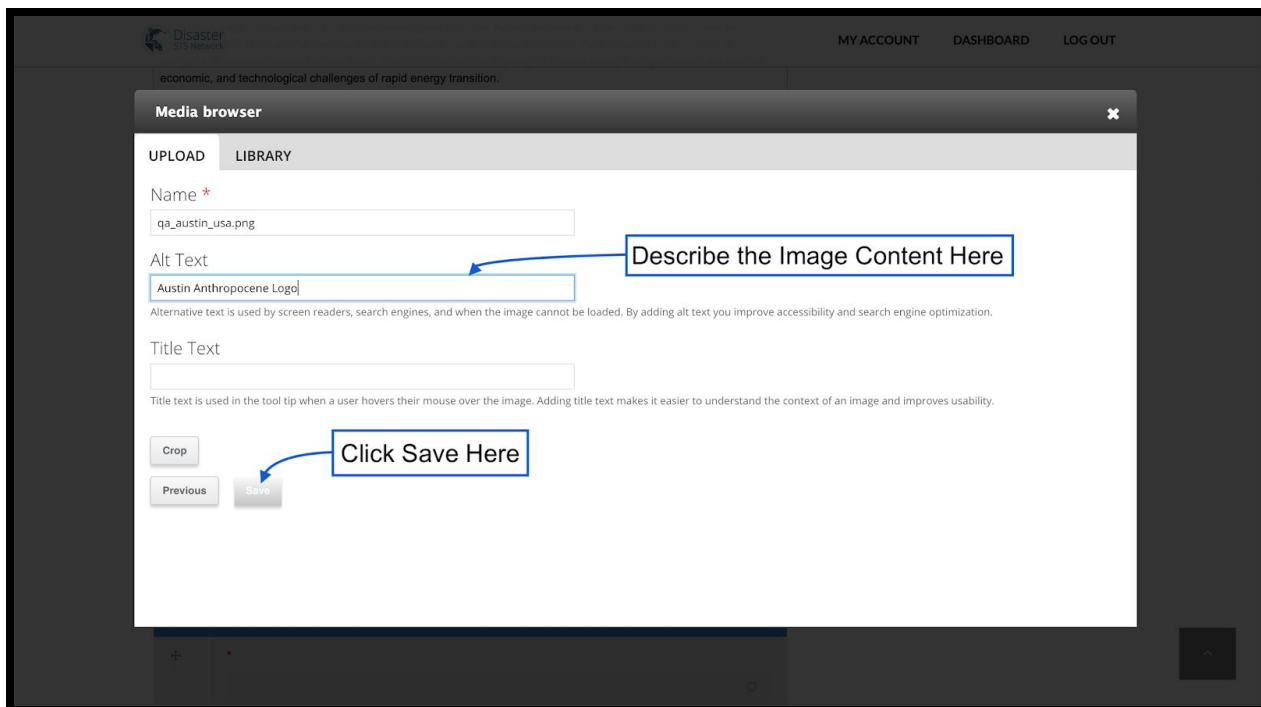 Disaster
STS Network
MY ACCOUNT DASHBOARD LOG OUT
economic, and technological challenges of rapid energy transition.
Media browser
UPLOAD LIBRARY
Name *
qa_austin_usa.png
Describe the Image Content Here
Alt Text
Austin Anthropocene Logo
Alternative text is used by screen readers, search engines, and when the image cannot be loaded. By adding alt text you improve accessibility and search engine optimization.
Title Text
Title text is used in the tool tip when a user hovers their mouse over the image. Adding title text makes it easier to understand the context of an image and improves usability.
Crop
Click Save Here
Previous Save
*